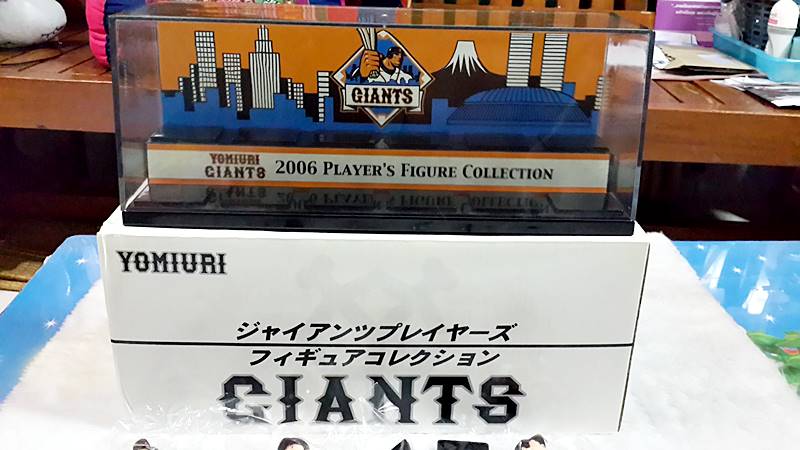 GIANTS
YOMIURI
GIANTS
2006 PLAYER'S FIGURE COLLECTION
YOMIURI
ジャイアンツプレイヤーズ
フィギュアコレクション
GIANTS